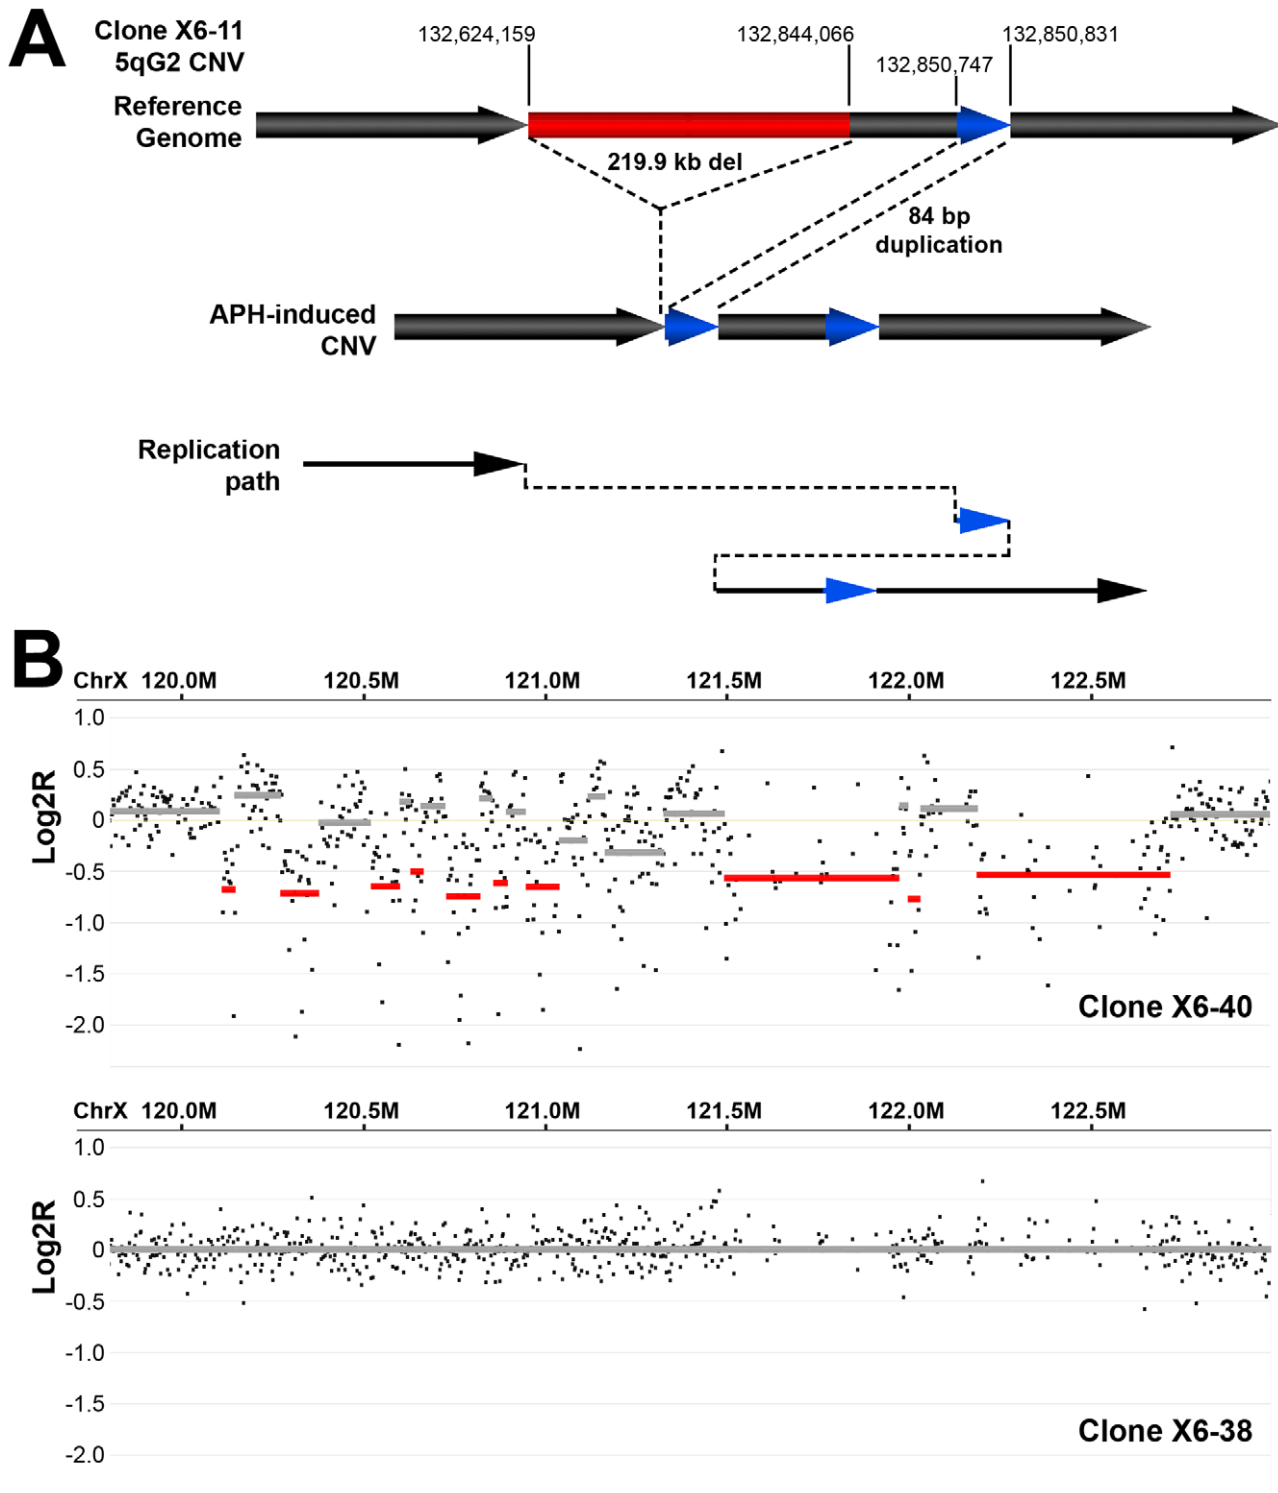 A
Clone X6-11
5qG2 CNV
132,624,159
132,844,066
132,850,831
132,850,747
Reference
Genome
219.9 kb del
84 bp
duplication
APH-induced
CNV
Replication
path
B
ChrX 120.0M 120.5M 121.0M 121.5M 122.0M 122.5M
1.0
0.5
0
-0.5
-1.0
-1.5
-2.0
Log2R
Clone X6-40
ChrX 120.0M 120.5M 121.0M 121.5M 122.0M 122.5M
1.0
0.5
0
-0.5
-1.0
-1.5
-2.0
Log2R
Clone X6-38